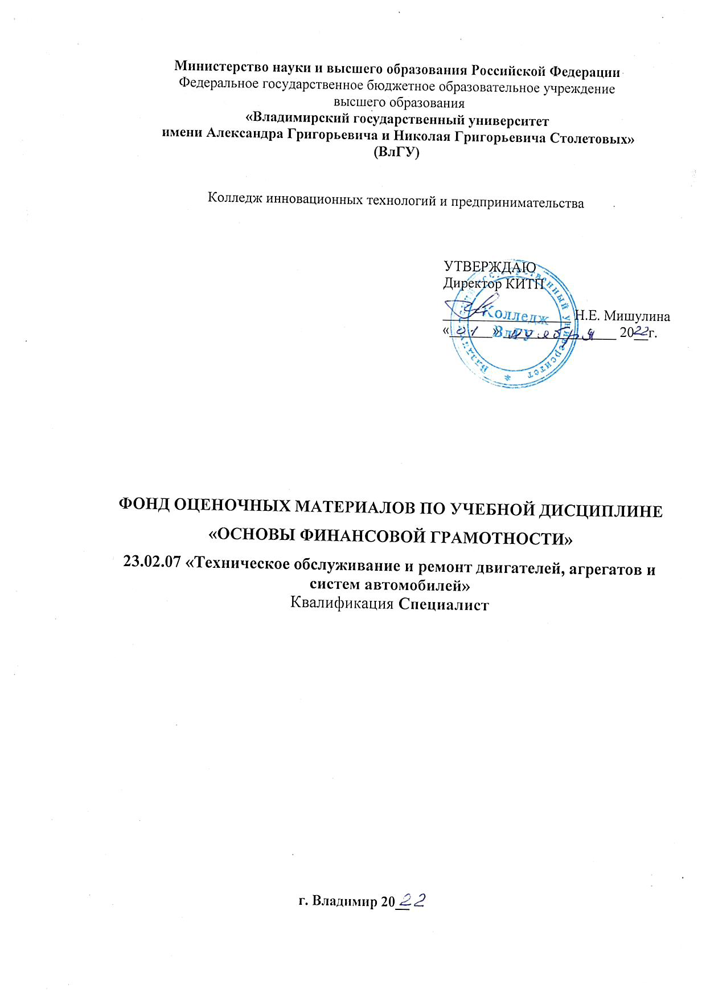 Министерство науки и высшего образования Российской Федерации
Федеральное государственное бюджетное образовательное учреждение
высшего образования
«Владимирский государственный университет
имени Александра Григорьевича и Николая Григорьевича Столетовых»
(ВлГУ)
Колледж инновационных технологий и предпринимательства
УТВЕРЖДАЮ
Директор КИТП
Н.Е. Мишулина
«01» ноября 2022г.
Колледж
ВлГУ
ФОНД ОЦЕНОЧНЫХ МАТЕРИАЛОВ ПО УЧЕБНОЙ ДИСЦИПЛИНЕ
«ОСНОВЫ ФИНАНСОВОЙ ГРАМОТНОСТИ»
23.02.07 «Техническое обслуживание и ремонт двигателей, агрегатов и
систем автомобилей»
Квалификация Специалист
г. Владимир 2022